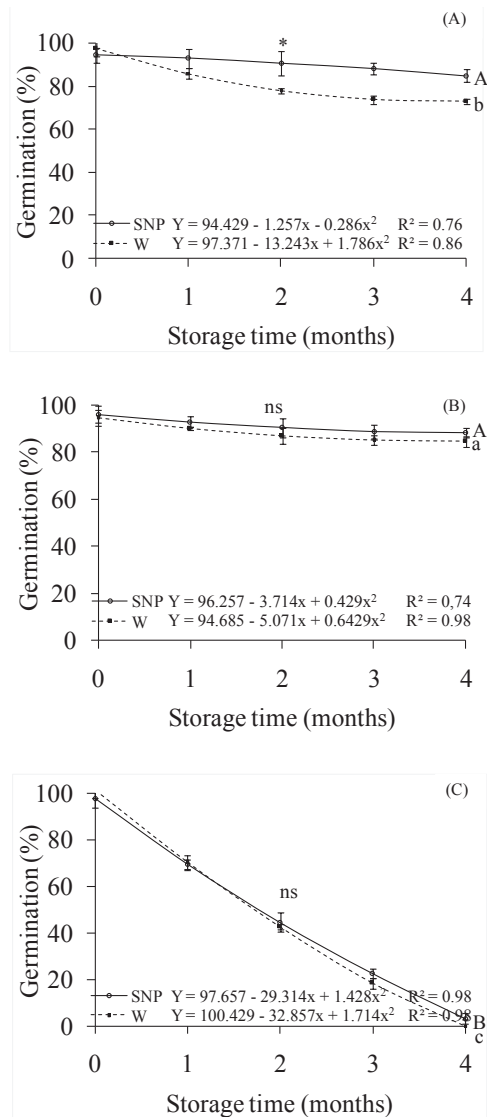 (A)
*
100
80
60
40
20
0
Germination (%)
A
b
SNP Y = 94.429 - 1.257x - 0.286x² R² = 0.76
W Y = 97.371 - 13.243x + 1.786x² R² = 0.86
0 1 2 3 4
Storage time (months)
(B)
ns
100
80
60
40
20
0
Germination (%)
A
a
SNP Y = 96.257 - 3.714x + 0.429x² R² = 0,74
W Y = 94.685 - 5.071x + 0.6429x² R² = 0.98
0 1 2 3 4
Storage time (months)
(C)
ns
100
80
60
40
20
0
Germination (%)
SNP Y = 97.657 - 29.314x + 1.428x² R² = 0.98
W Y = 100.429 - 32.857x + 1.714x² R² = 0.98
B
c
0 1 2 3 4
Storage time (months)